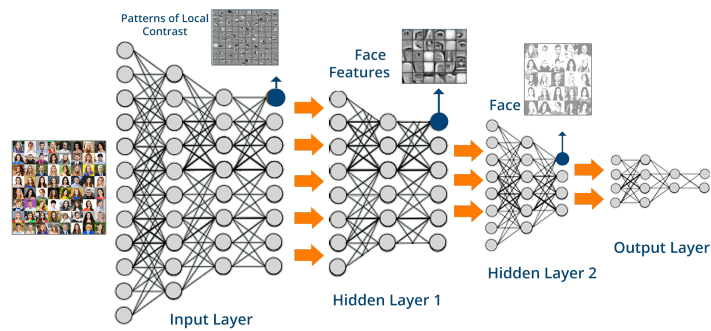 Patterns of Local
Contrast
Face
Features
Face
Input Layer
Hidden Layer 1
Hidden Layer 2
Output Layer